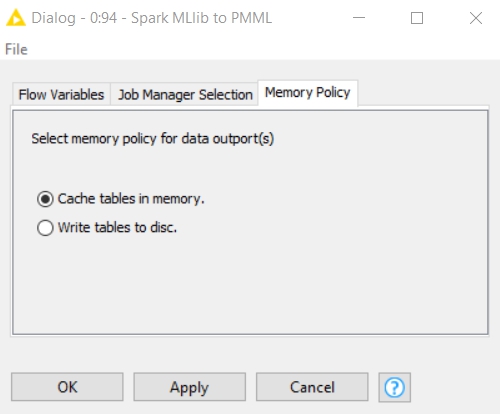 Dialog - 0:94 - Spark MLlib to PMML
File
Flow Variables Job Manager Selection Memory Policy
Select memory policy for data outport(s)
Cache tables in memory.
Write tables to disc.
OK Apply Cancel ?